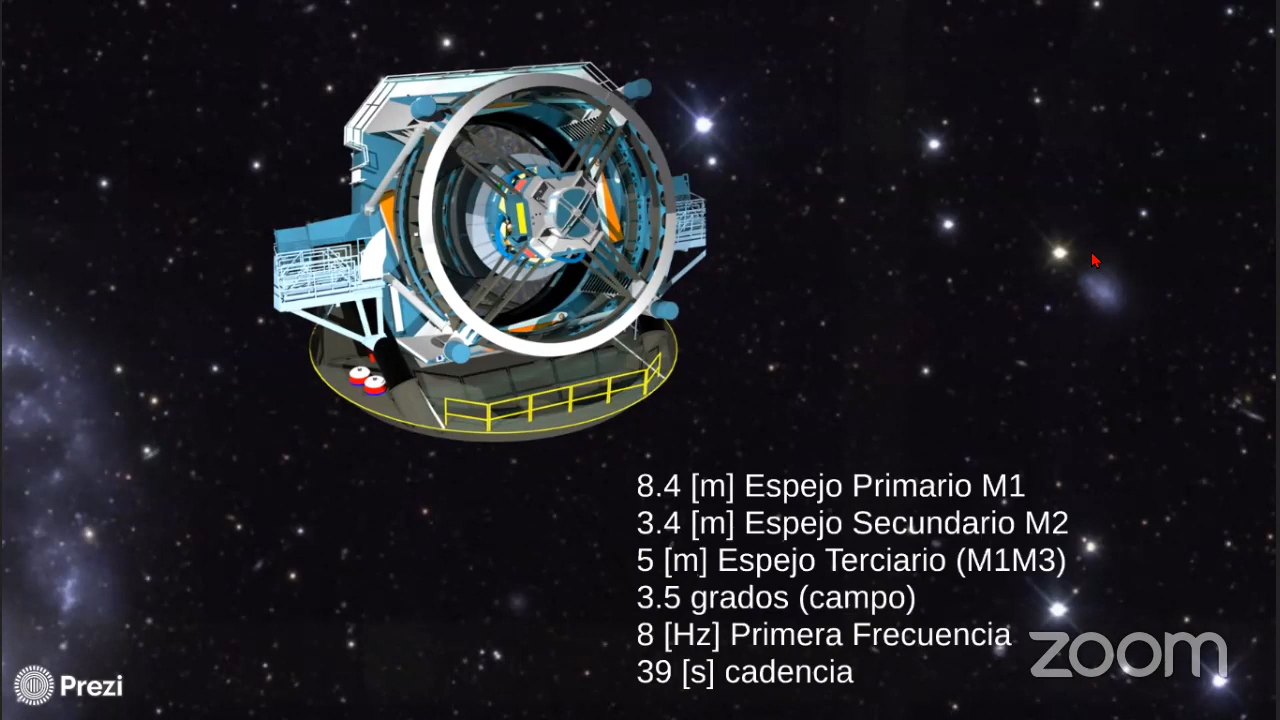 8.4 [m] Espejo Primario M1
3.4 [m] Espejo Secundario M2
5 [m] Espejo Terciario (M1M3)
3.5 grados (campo)
8 [Hz] Primera Frecuencia
39 [s] cadencia
zoom
Prezi